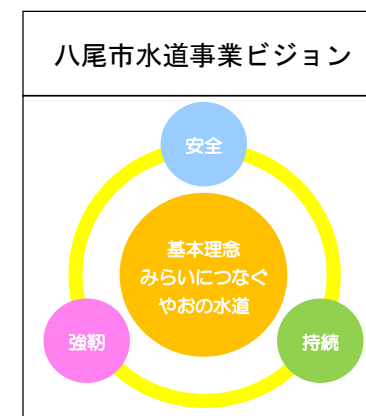 八尾市水道事業ビジョン
安全
基本理念
みらいにつなぐ
やおの水道
強靭
持続